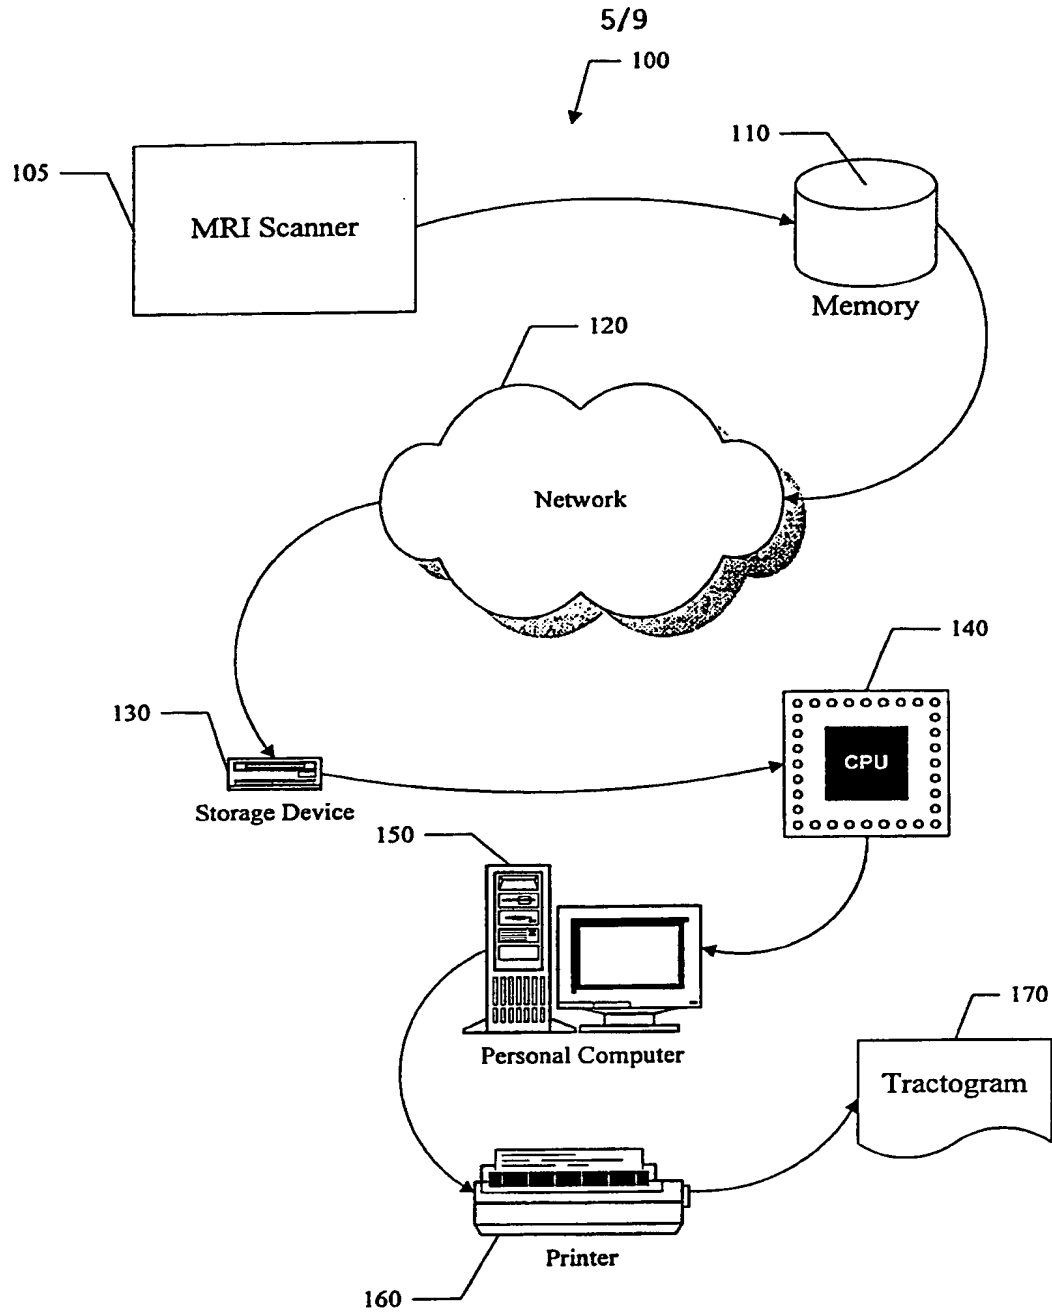 5/9
100
110
105
MRI Scanner
Memory
120
Network
140
130
CPU
Storage Device
150
170
Personal Computer
Tractogram
Printer
160